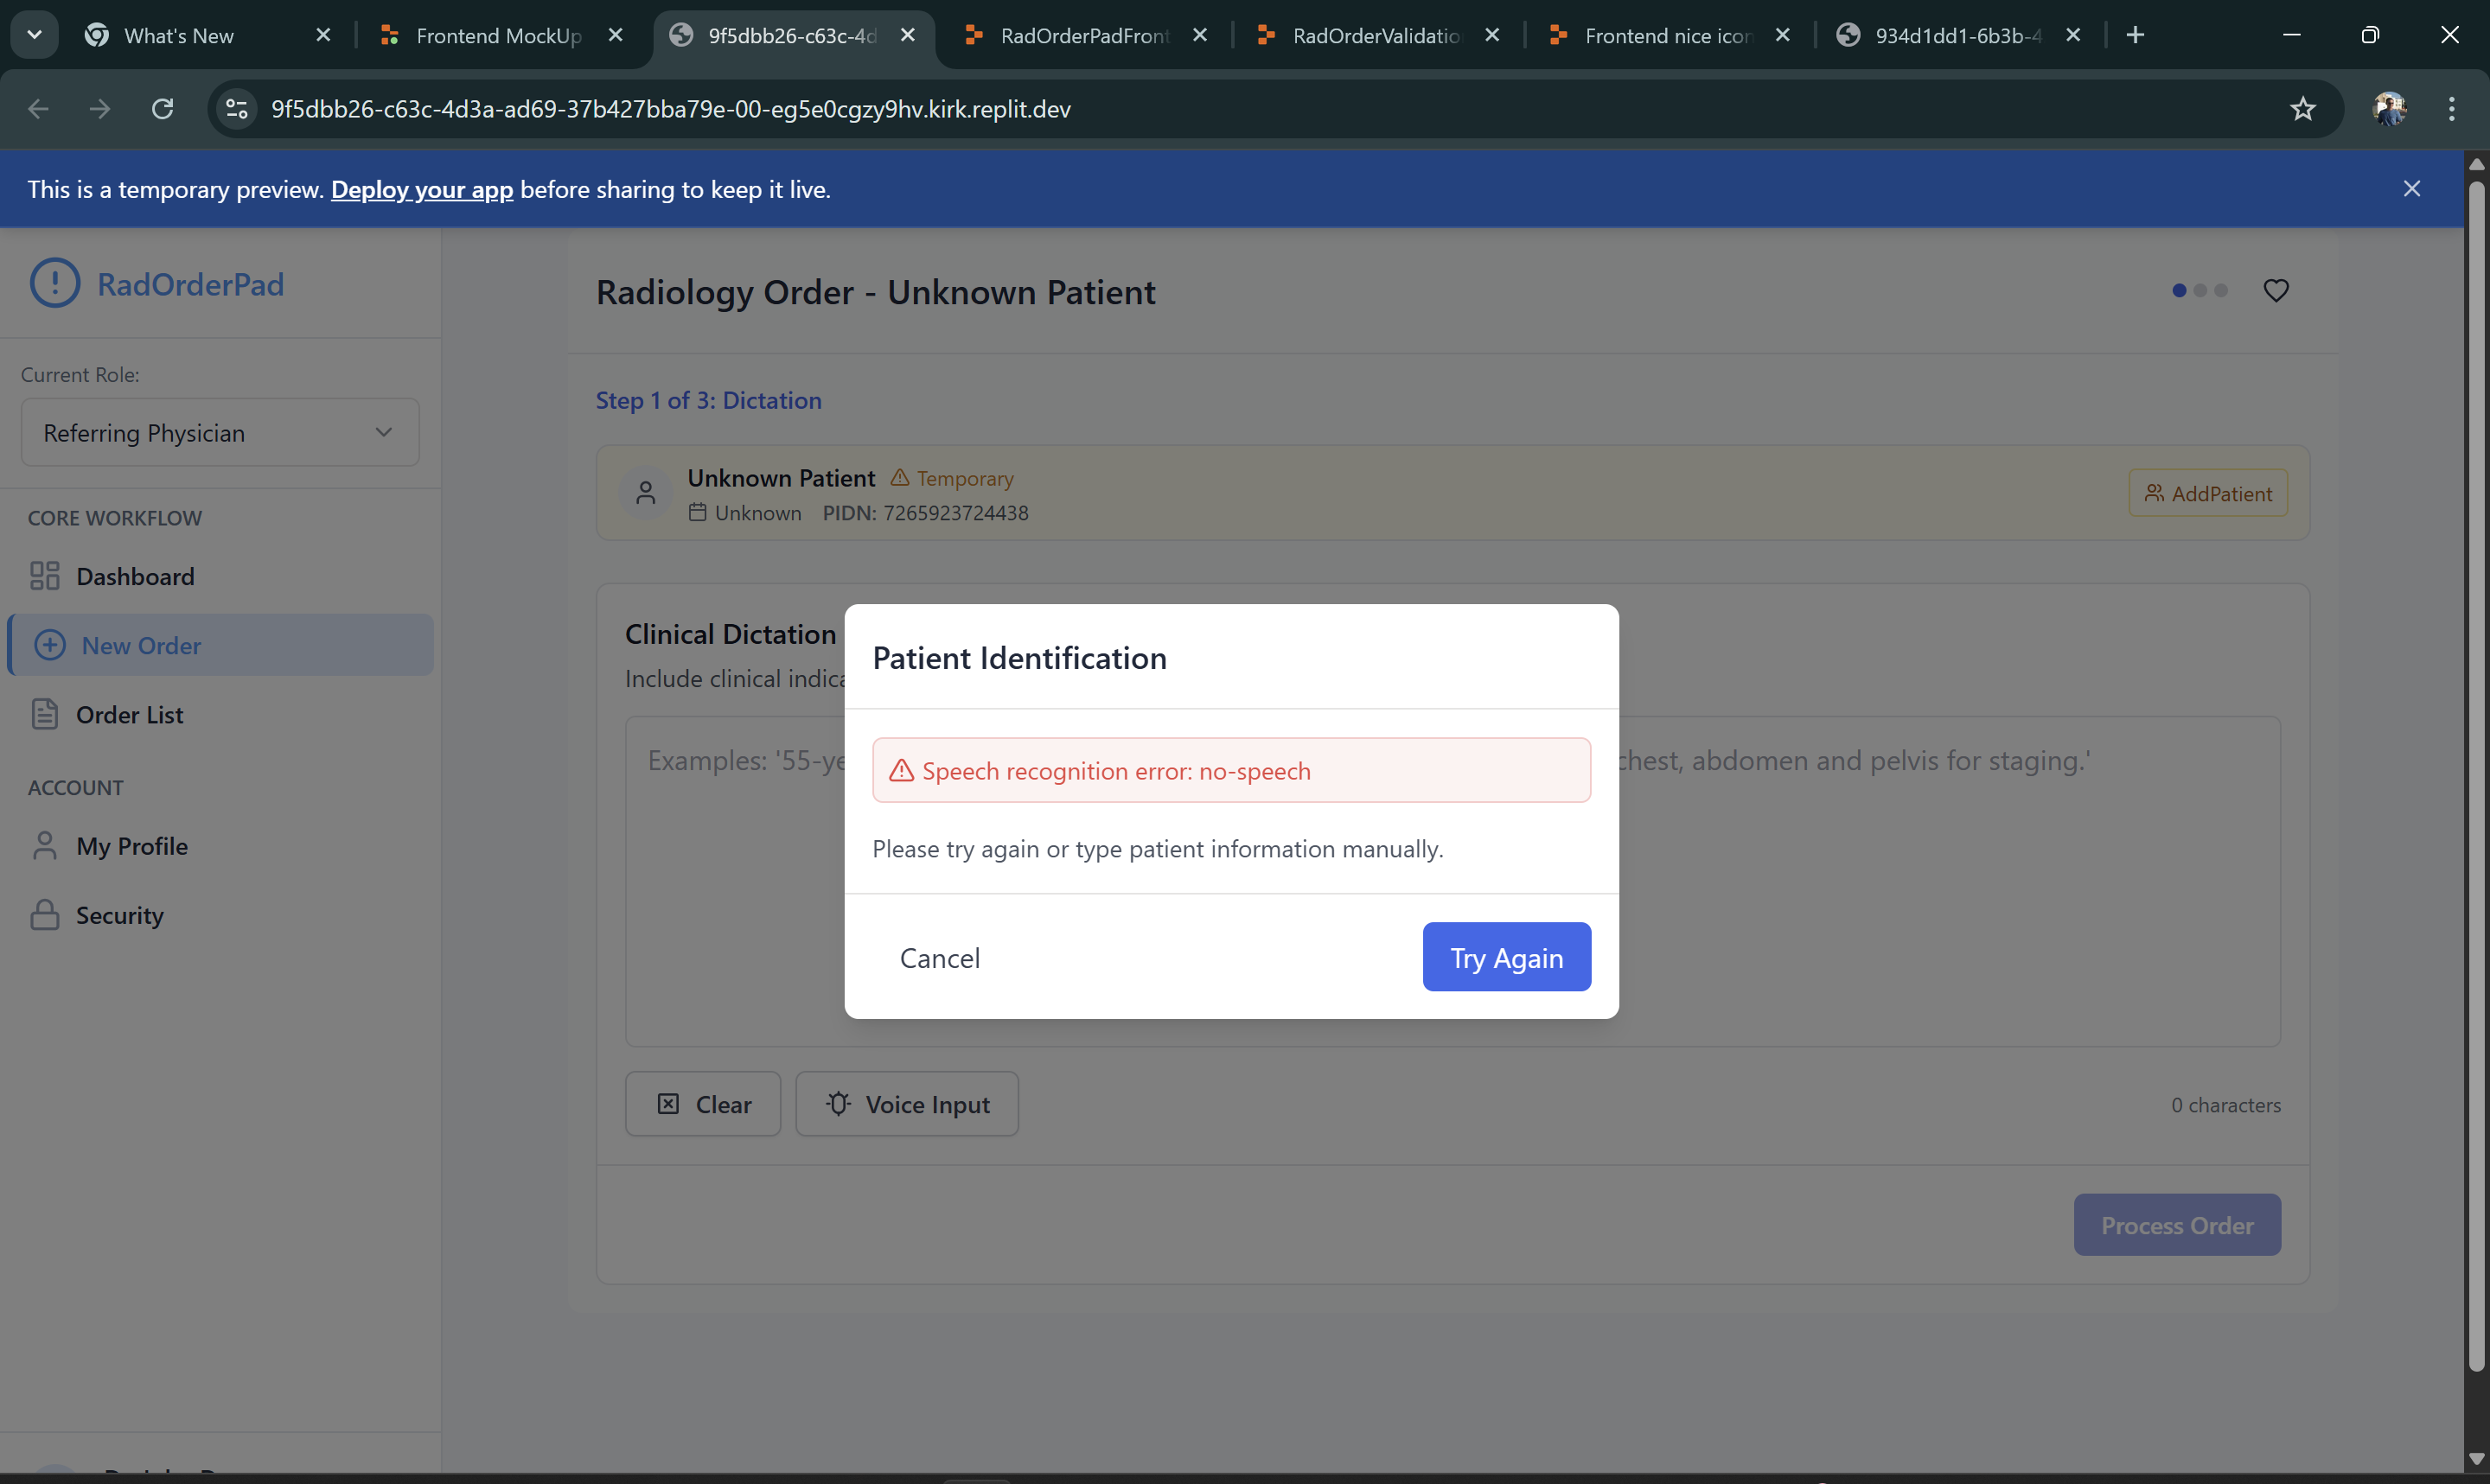 What's New
Frontend MockUp
9f5dbb26-c63c-4d
RadOrderPadFront
RadOrderValidatio
Frontend nice icon
934d1dd1-6b3b-4
9f5dbb26-c63c-4d3a-ad69-37b427bba79e-00-eg5e0cgzy9hv.kirk.replit.dev
This is a temporary preview. Deploy your app before sharing to keep it live.
RadOrderPad
Current Role:
Referring Physician
CORE WORKFLOW
Dashboard
New Order
Order List
ACCOUNT
My Profile
Security
Radiology Order - Unknown Patient
Step 1 of 3: Dictation
Unknown Patient Temporary
Unknown PIDN: 7265923724438
AddPatient
Clinical Dictation
Include clinical indica
Examples: '55-ye chest, abdomen and pelvis for staging.'
Patient Identification
Speech recognition error: no-speech
Please try again or type patient information manually.
Cancel
Try Again
Clear
Voice Input
0 characters
Process Order